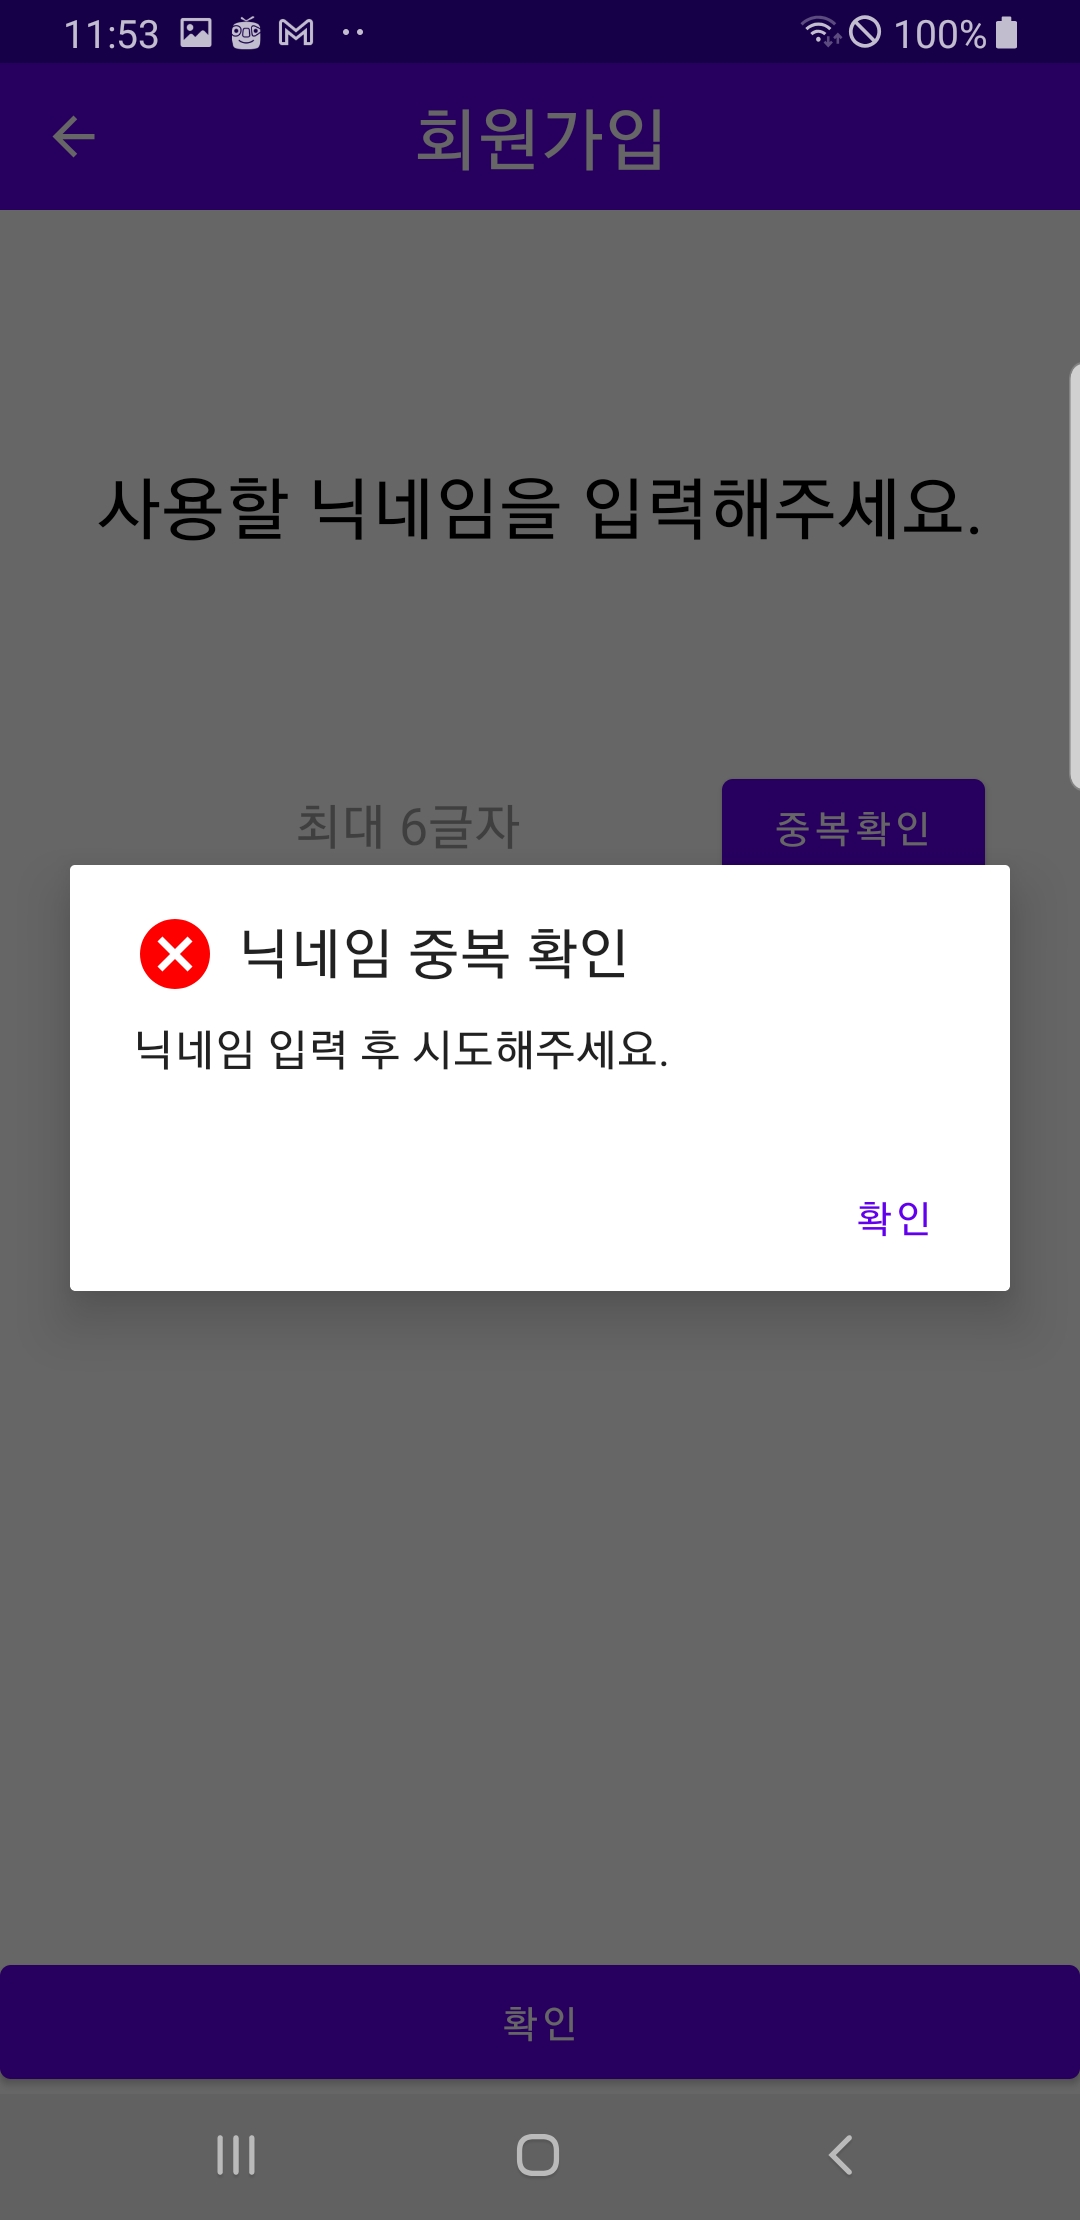 11:53 100%
회원가입
사용할 닉네임을 입력해주세요.
최대 6글자 중복확인
닉네임 중복 확인
닉네임 입력 후 시도해주세요.
확인
확인